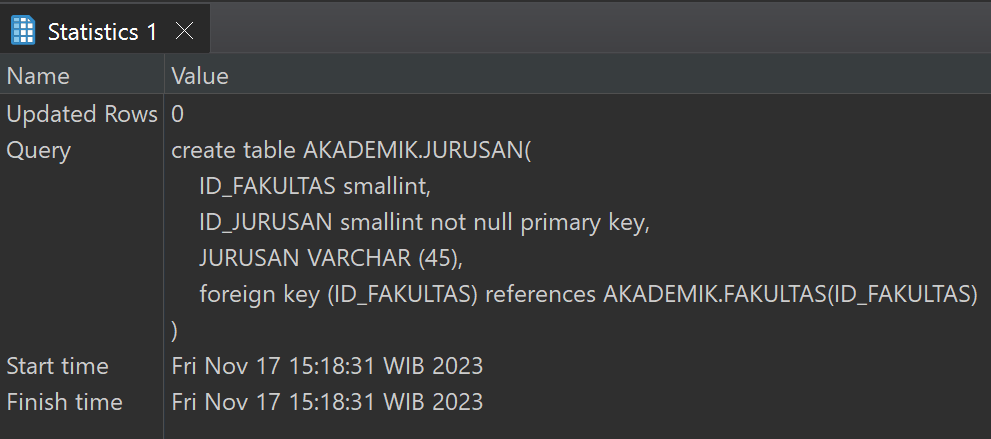 Statistics 1
Name Value
Updated Rows 0
Query create table AKADEMIK.JURUSAN(
ID_FAKULTAS smallint,
ID_JURUSAN smallint not null primary key,
JURUSAN VARCHAR (45),
foreign key (ID_FAKULTAS) references AKADEMIK.FAKULTAS(ID_FAKULTAS)
)
Start time Fri Nov 17 15:18:31 WIB 2023
Finish time Fri Nov 17 15:18:31 WIB 2023